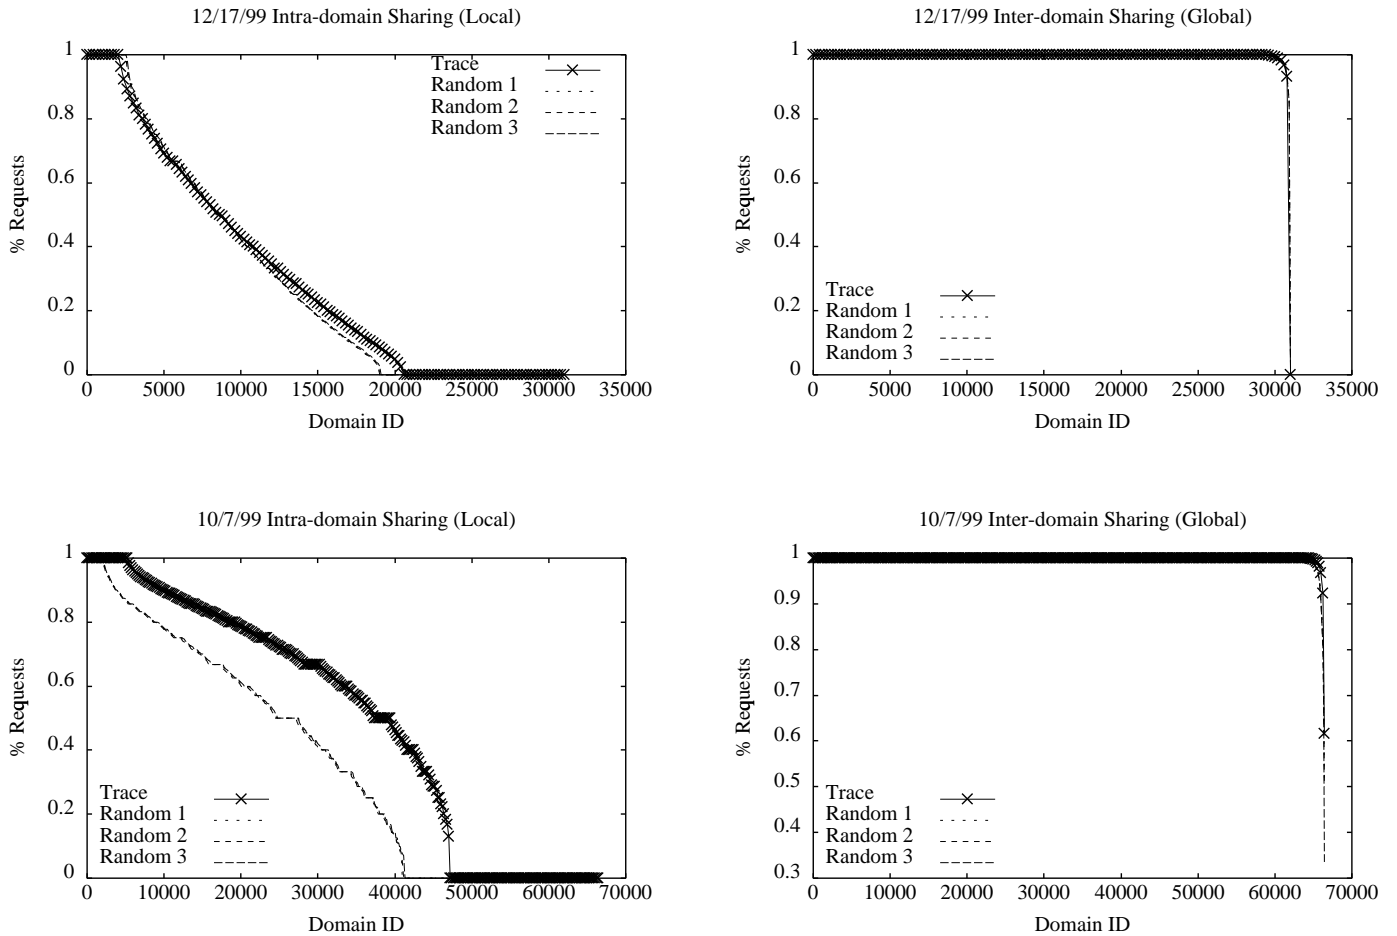 12/17/99 Intra-domain Sharing (Local)
1
0.8
0.6
0.4
0.2
0
% Requests
Trace
Random 1
Random 2
Random 3
0 5000 10000 15000 20000 25000 30000 35000
Domain ID
12/17/99 Inter-domain Sharing (Global)
1
0.8
0.6
0.4
0.2
0
% Requests
Trace
Random 1
Random 2
Random 3
0 5000 10000 15000 20000 25000 30000 35000
Domain ID
10/7/99 Intra-domain Sharing (Local)
1
0.8
0.6
0.4
0.2
0
% Requests
Trace
Random 1
Random 2
Random 3
0 10000 20000 30000 40000 50000 60000 70000
Domain ID
10/7/99 Inter-domain Sharing (Global)
1
0.9
0.8
0.7
0.6
0.5
0.4
0.3
% Requests
Trace
Random 1
Random 2
Random 3
0 10000 20000 30000 40000 50000 60000 70000
Domain ID